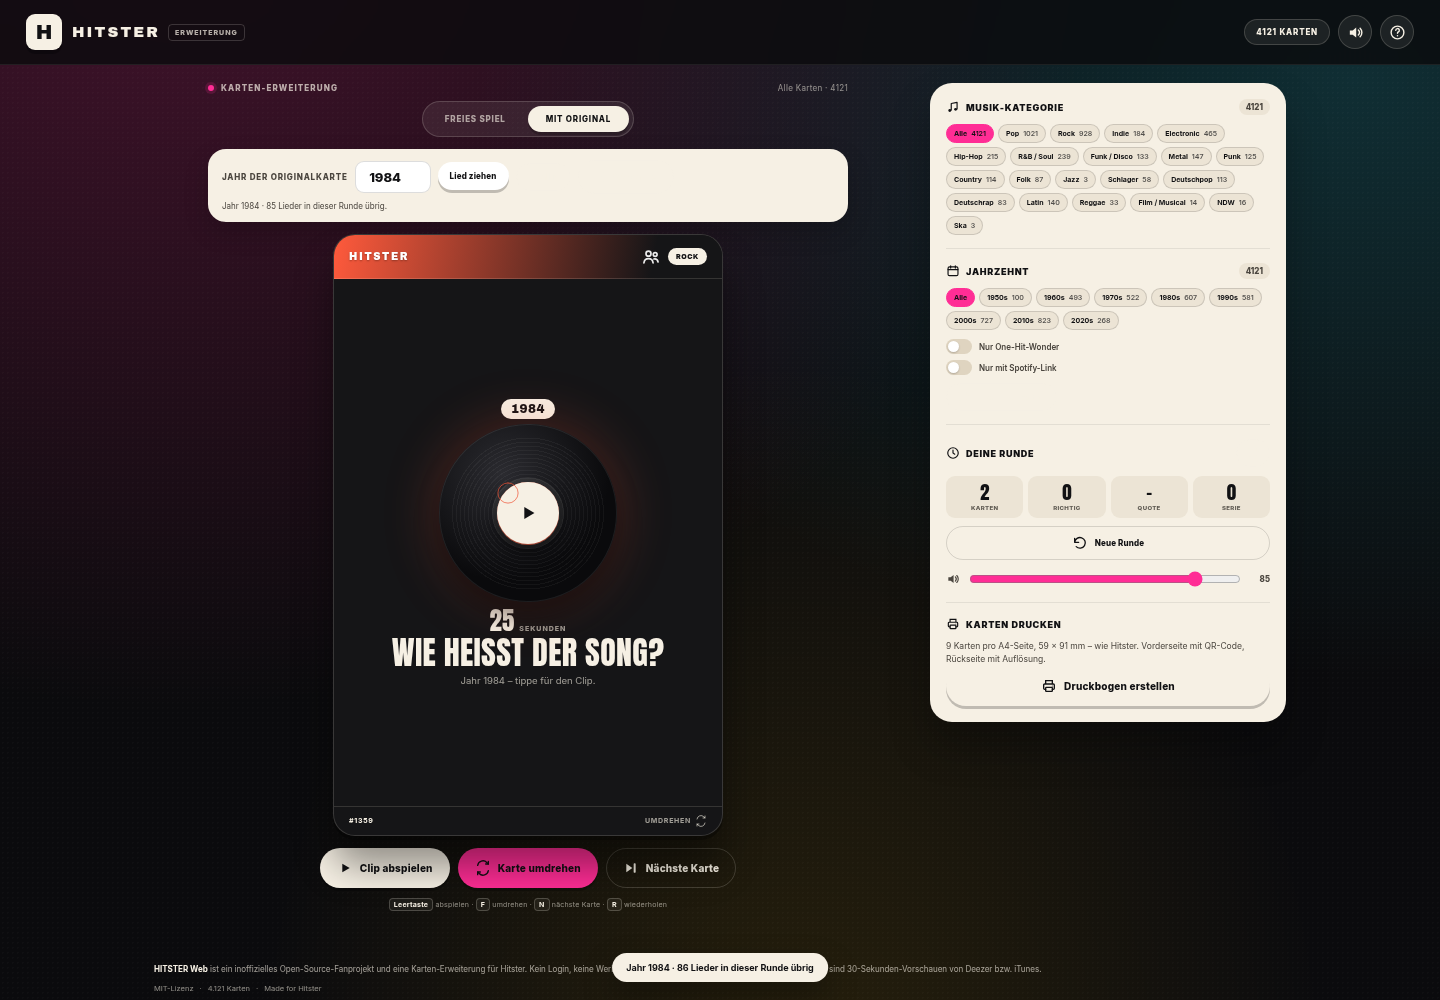 H HITSTER ERWEITERUNG
4121 KARTEN
KARTEN-ERWEITERUNG
Alle Karten · 4121
FREIES SPIEL MIT ORIGINAL
JAHR DER ORIGINALKARTE 1984 Lied ziehen
Jahr 1984 · 85 Lieder in dieser Runde übrig.
HITSTER ROCK
1984
25 SEKUNDEN
WIE HEISST DER SONG?
Jahr 1984 – tippe für den Clip.
#1359 UMDREHEN
Clip abspielen Karte umdrehen Nächste Karte
Leertaste abspielen · F umdrehen · N nächste Karte · R wiederholen
MUSIK-KATEGORIE 4121
Alle 4121 Pop 1021 Rock 928 Indie 184 Electronic 465
Hip-Hop 215 R&B / Soul 239 Funk / Disco 133 Metal 147 Punk 125
Country 114 Folk 87 Jazz 3 Schlager 58 Deutschpop 113
Deutschrap 83 Latin 140 Reggae 33 Film / Musical 14 NDW 16
Ska 3
JAHRZEHNT 4121
Alle 1950s 100 1960s 493 1970s 522 1980s 607 1990s 581
2000s 727 2010s 823 2020s 268
Nur One-Hit-Wonder
Nur mit Spotify-Link
DEINE RUNDE
2 0 - 0
KARTEN RICHTIG QUOTE SERIE
Neue Runde
85
KARTEN DRUCKEN
9 Karten pro A4-Seite, 59 × 91 mm – wie Hitster. Vorderseite mit QR-Code,
Rückseite mit Auflösung.
Druckbogen erstellen
HITSTER Web ist ein inoffizielles Open-Source-Fanprojekt und eine Karten-Erweiterung für Hitster. Kein Login, keine Wer
Jahr 1984 · 86 Lieder in dieser Runde übrig
sind 30-Sekunden-Vorschauen von Deezer bzw. iTunes.
MIT-Lizenz · 4.121 Karten · Made for Hitster